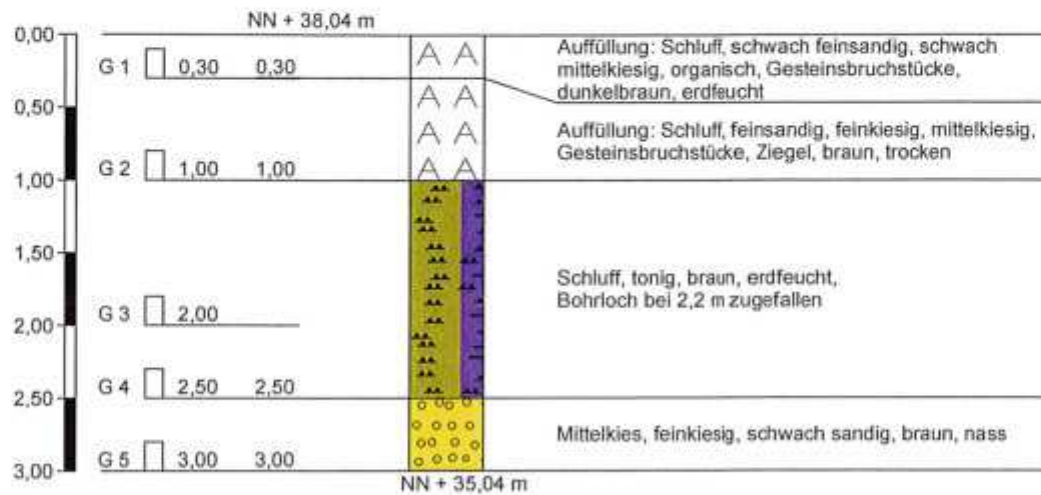 NN + 38,04 m
0,00
G 1 0,30 0,30
Auffüllung: Schluff, schwach feinsandig, schwach
mittelkiesig, organisch, Gesteinsbruchstücke,
dunkelbraun, erdfeucht
0,50
Auffüllung: Schluff, feinsandig, feinkiesig, mittelkiesig,
Gesteinsbruchstücke, Ziegel, braun, trocken
G 2 1,00 1,00
1,00
1,50
Schluff, tonig, braun, erdfeucht,
Bohrloch bei 2,2 m zugefallen
G 3 2,00
2,00
G 4 2,50 2,50
2,50
Mittelkies, feinkiesig, schwach sandig, braun, nass
G 5 3,00 3,00
3,00
NN + 35,04 m